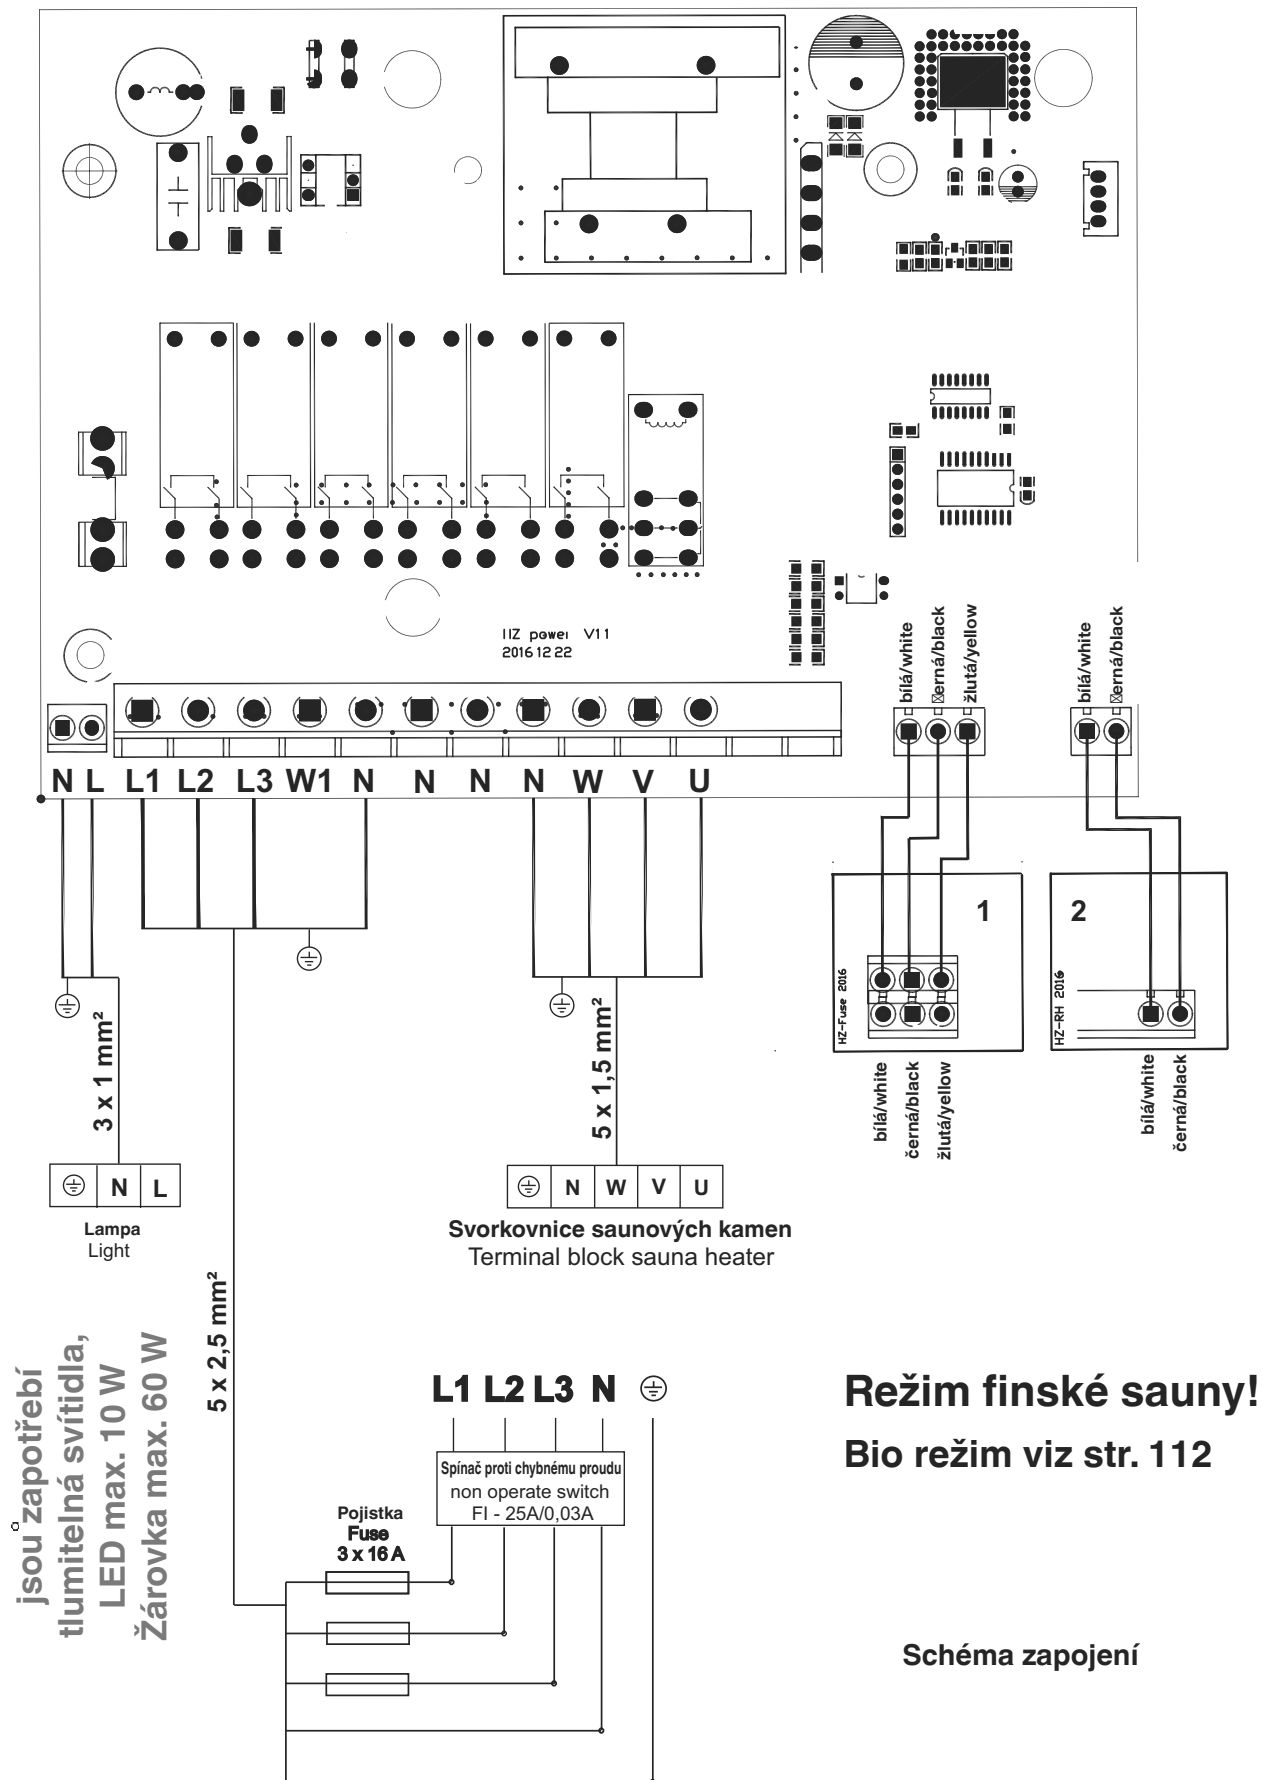 IIZ power V11
2016 12 22
bílá/white
erná/black
žlutá/yellow
bílá/white
erná/black
N L L1 L2 L3 W1 N N N N W V U
1
2
HZ-Fuse 2016
HZ-RH 2016
bílá/white
černá/black
žlutá/yellow
bílá/white
černá/black
3 x 1 mm²
5 x 1,5 mm²
N L
Lampa
Light
N W V U
Svorkovnice saunových kamen
Terminal block sauna heater
5 x 2,5 mm²
jsou zapotřebí
tlumitelná svítidla,
LED max. 10 W
Žárovka max. 60 W
L1 L2 L3 N
Spínač proti chybnému proudu
non operate switch
FI - 25A/0,03A
Pojistka
Fuse
3 x 16 A
Režim finské sauny!
Bio režim viz str. 112
Schéma zapojení